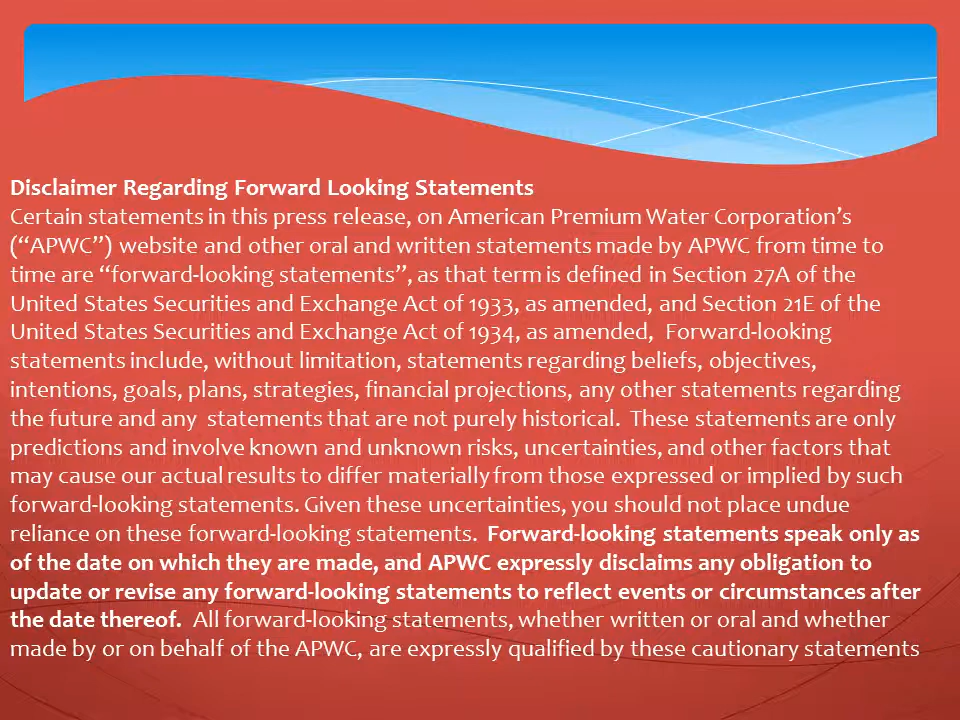 Disclaimer Regarding Forward Looking Statements
Certain statements in this press release, on American Premium Water Corporation’s
(“APWC”) website and other oral and written statements made by APWC from time to
time are “forward-looking statements”, as that term is defined in Section 27A of the
United States Securities and Exchange Act of 1933, as amended, and Section 21E of the
United States Securities and Exchange Act of 1934, as amended,  Forward-looking
statements include, without limitation, statements regarding beliefs, objectives,
intentions, goals, plans, strategies, financial projections, any other statements regarding
the future and any  statements that are not purely historical.  These statements are only
predictions and involve known and unknown risks, uncertainties, and other factors that
may cause our actual results to differ materially from those expressed or implied by such
forward-looking statements. Given these uncertainties, you should not place undue
reliance on these forward-looking statements.  Forward-looking statements speak only as
of the date on which they are made, and APWC expressly disclaims any obligation to
update or revise any forward-looking statements to reflect events or circumstances after
the date thereof.  All forward-looking statements, whether written or oral and whether
made by or on behalf of the APWC, are expressly qualified by these cautionary statements